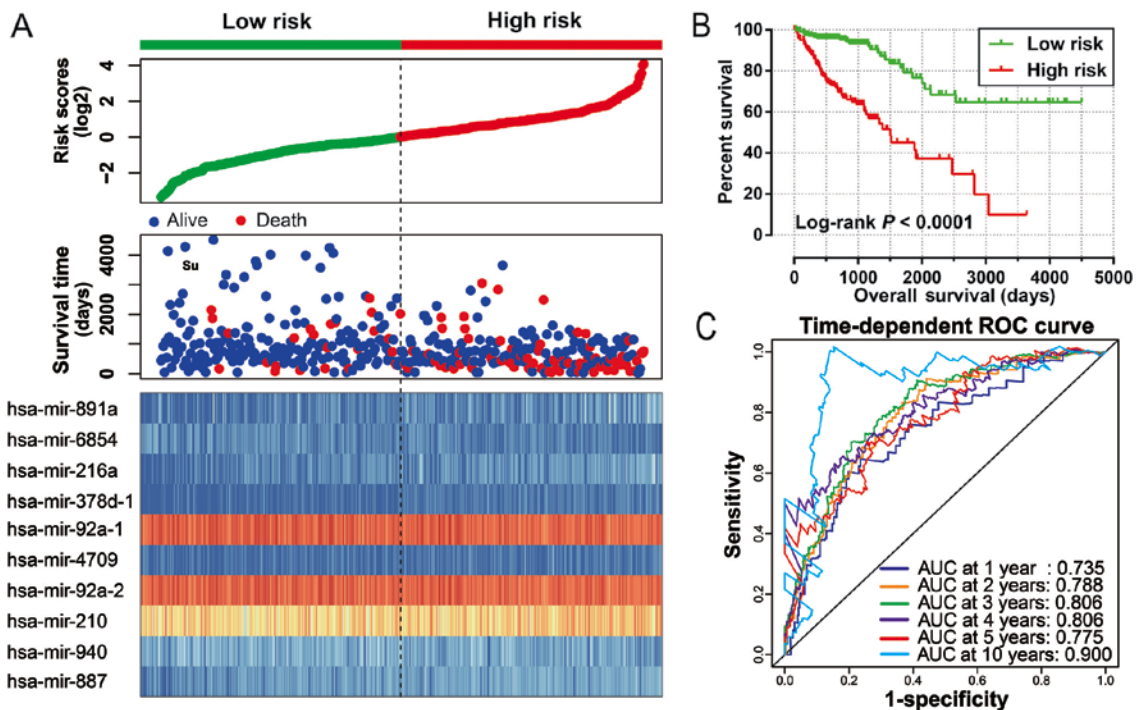 A
Low risk
High risk
Risk scores
(log2)
4
2
0
−2
Alive
Death
Survival time
(days)
4000
2000
0
Su
hsa-mir-891a
hsa-mir-6854
hsa-mir-216a
hsa-mir-378d-1
hsa-mir-92a-1
hsa-mir-4709
hsa-mir-92a-2
hsa-mir-210
hsa-mir-940
hsa-mir-887
B
Percent survival
100
80
60
40
20
0
Low risk
High risk
Log-rank P < 0.0001
0 1000 2000 3000 4000 5000
Overall survival (days)
C
Time-dependent ROC curve
Sensitivity
1.0
0.8
0.6
0.4
0.2
0.0
AUC at 1 year : 0.735
AUC at 2 years: 0.788
AUC at 3 years: 0.806
AUC at 4 years: 0.806
AUC at 5 years: 0.775
AUC at 10 years: 0.900
0.0 0.2 0.4 0.6 0.8 1.0
1-specificity